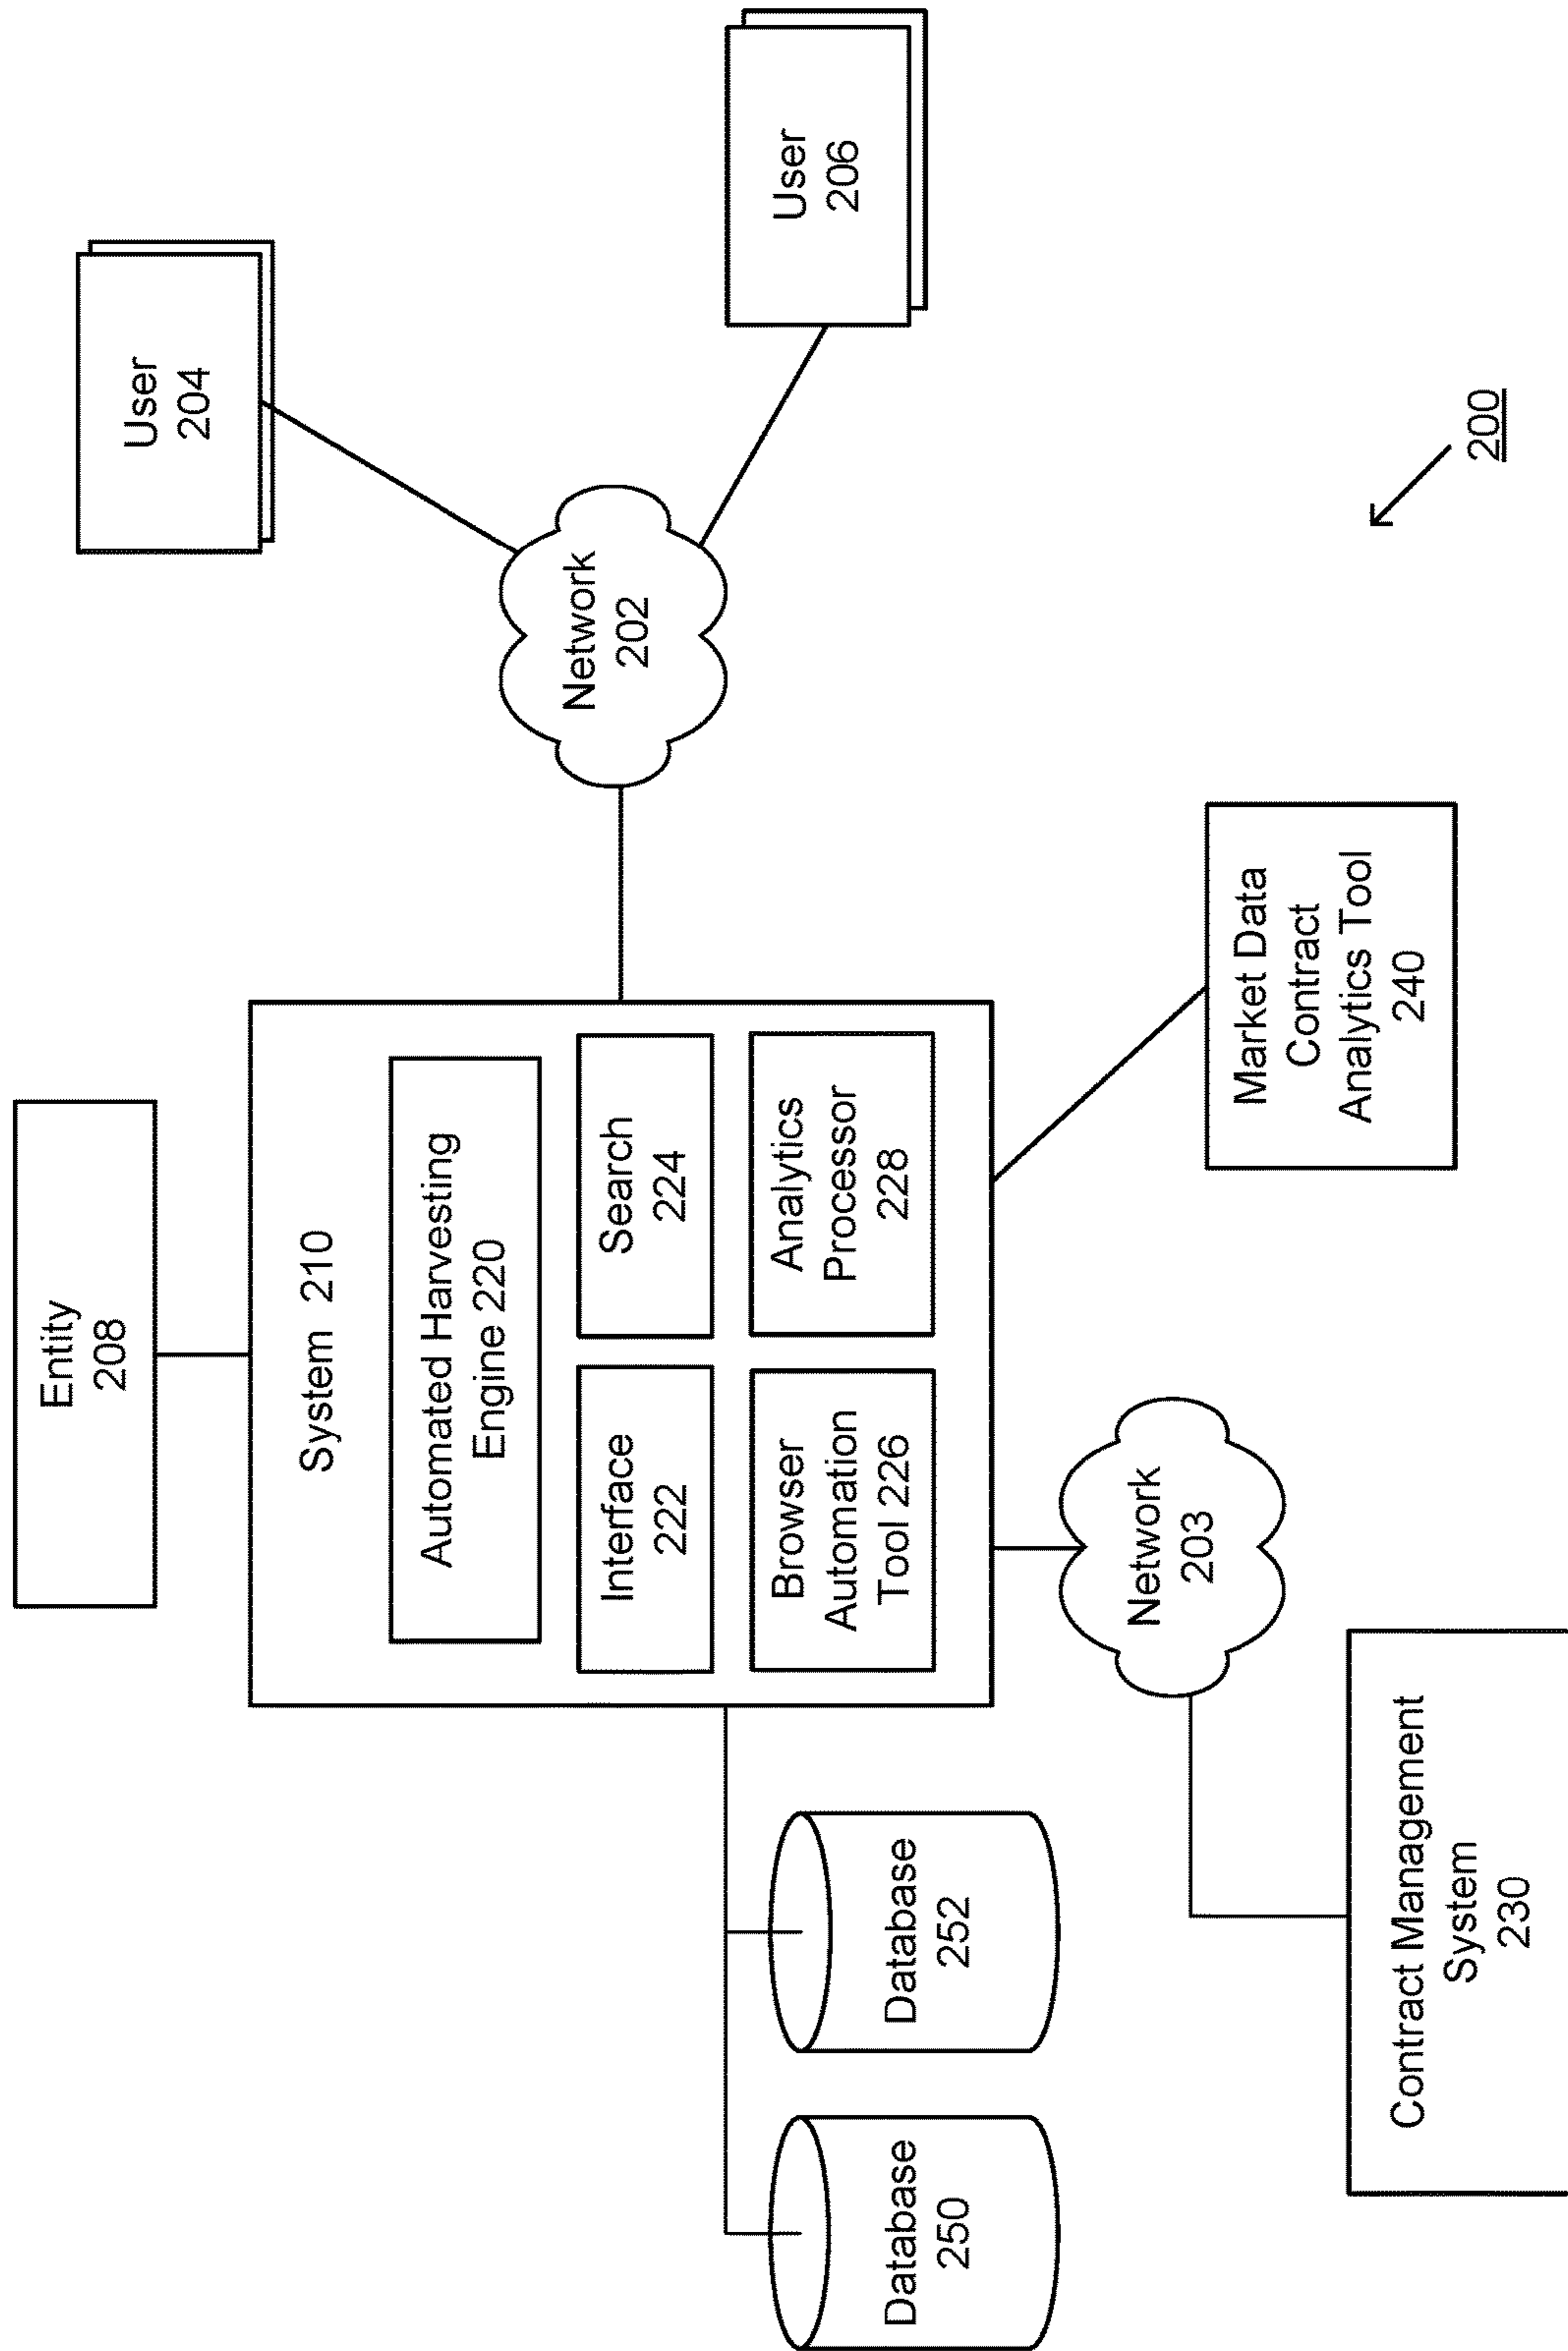 Entity
208
System 210
Automated Harvesting
Engine 220
Interface
222
Search
224
Browser
Automation
Tool 226
Analytics
Processor
228
User
204
Network
202
User
206
Database
250
Database
252
Network
203
Contract Management
System
230
Market Data
Contract
Analytics Tool
240
200